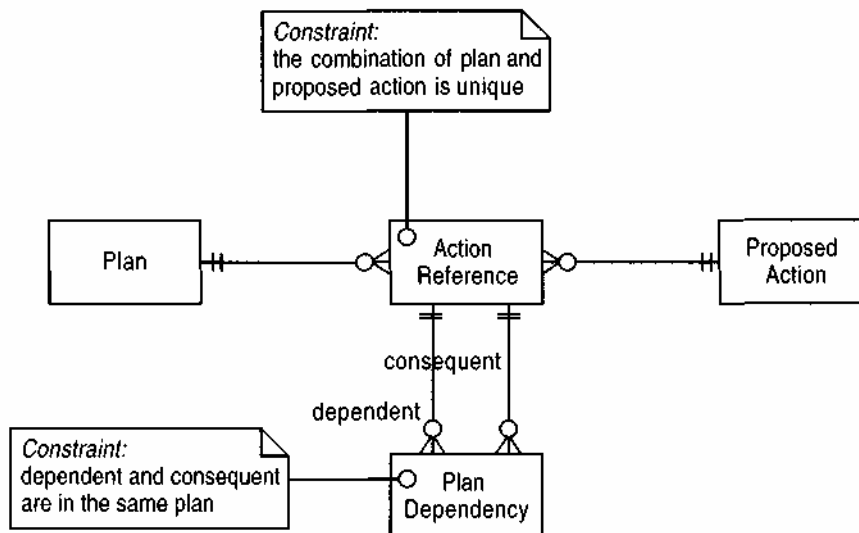 Constraint:
the combination of plan and
proposed action is unique
Plan
Action
Reference
Proposed
Action
consequent
dependent
Constraint:
dependent and consequent
are in the same plan
Plan
Dependency